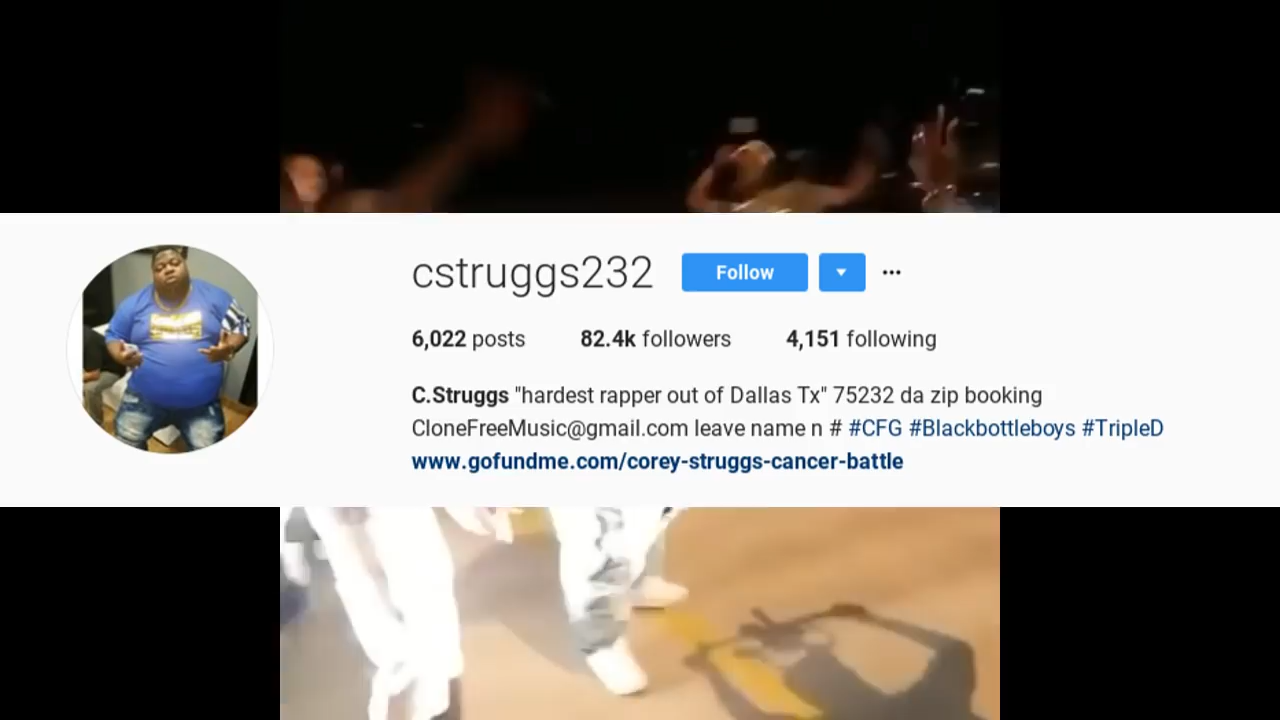 cstruggs232 Follow
6,022 posts 82.4k followers 4,151 following
C.Struggs "hardest rapper out of Dallas Tx" 75232 da zip booking
CloneFreeMusic@gmail.com leave name n # #CFG #Blackbottleboys #TripleD
www.gofundme.com/corey-struggs-cancer-battle